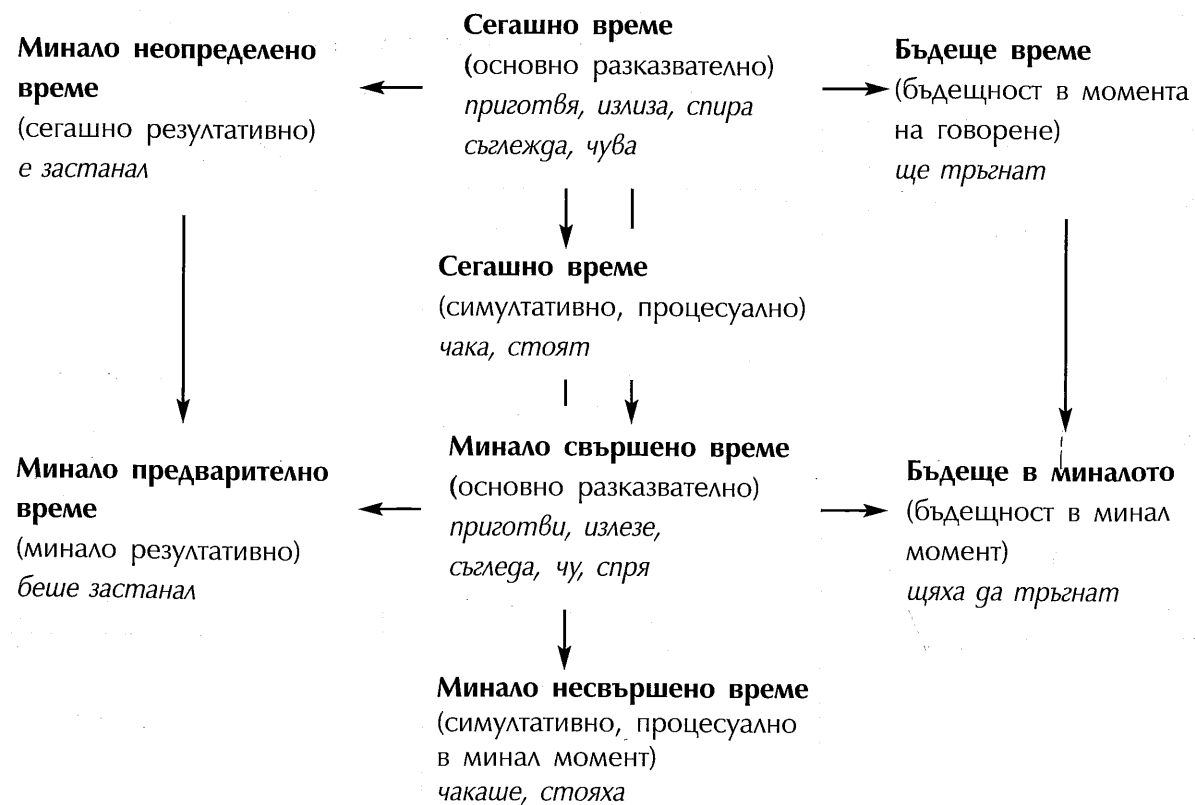 Сегашно време
(основно разказвателно)
приготвя, излиза, спира
съглежда, чува
Минало неопределено
време
(сегашно резултативно)
е застанал
Бъдеще време
(бъдещност в момента
на говорене)
ще тръгнат
Сегашно време
(симултативно, процесуално)
чака, стоят
Минало свършено време
(основно разказвателно)
приготви, излезе,
съгледа, чу, спря
Минало предварително
време
(минало резултативно)
беше застанал
Бъдеще в миналото
(бъдещност в минал
момент)
щяха да тръгнат
Минало несвършено време
(симултативно, процесуално
в минал момент)
чакаше, стояха